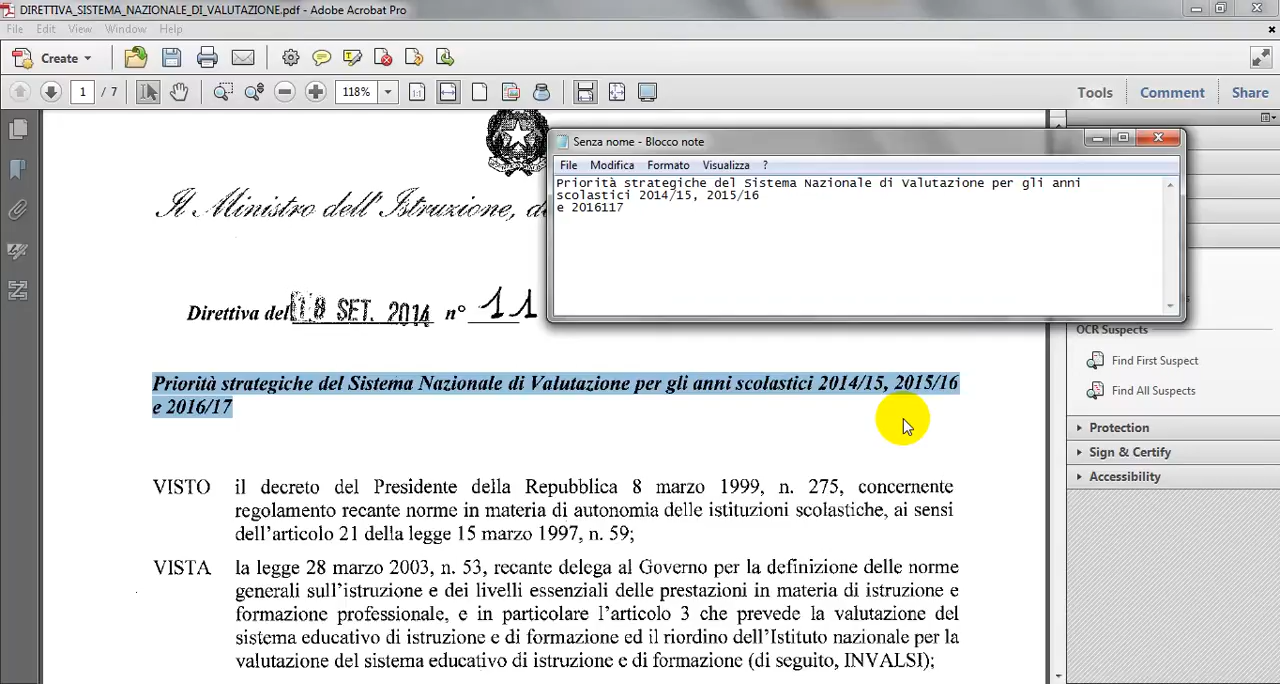 DIRETTIVA_SISTEMA_NAZIONALE_DI_VALUTAZIONE.pdf - Adobe Acrobat Pro
File Edit View Window Help
Create
1 / 7
118%
Tools Comment Share
Il Ministro dell'Istruzione,
Senza nome - Blocco note
File Modifica Formato Visualizza ?
Priorità strategiche del Sistema Nazionale di Valutazione per gli anni
scolastici 2014/15, 2015/16
e 2016117
Direttiva del 18 SET. 2014 n° 11
Priorità strategiche del Sistema Nazionale di Valutazione per gli anni scolastici 2014/15, 2015/16
e 2016/17
VISTO il decreto del Presidente della Repubblica 8 marzo 1999, n. 275, concernente
regolamento recante norme in materia di autonomia delle istituzioni scolastiche, ai sensi
dell'articolo 21 della legge 15 marzo 1997, n. 59;
VISTA la legge 28 marzo 2003, n. 53, recante delega al Governo per la definizione delle norme
generali sull'istruzione e dei livelli essenziali delle prestazioni in materia di istruzione e
formazione professionale, e in particolare l'articolo 3 che prevede la valutazione del
sistema educativo di istruzione e di formazione ed il riordino dell'Istituto nazionale per la
valutazione del sistema educativo di istruzione e di formazione (di seguito, INVALSI);
OCR Suspects
Find First Suspect
Find All Suspects
Protection
Sign & Certify
Accessibility